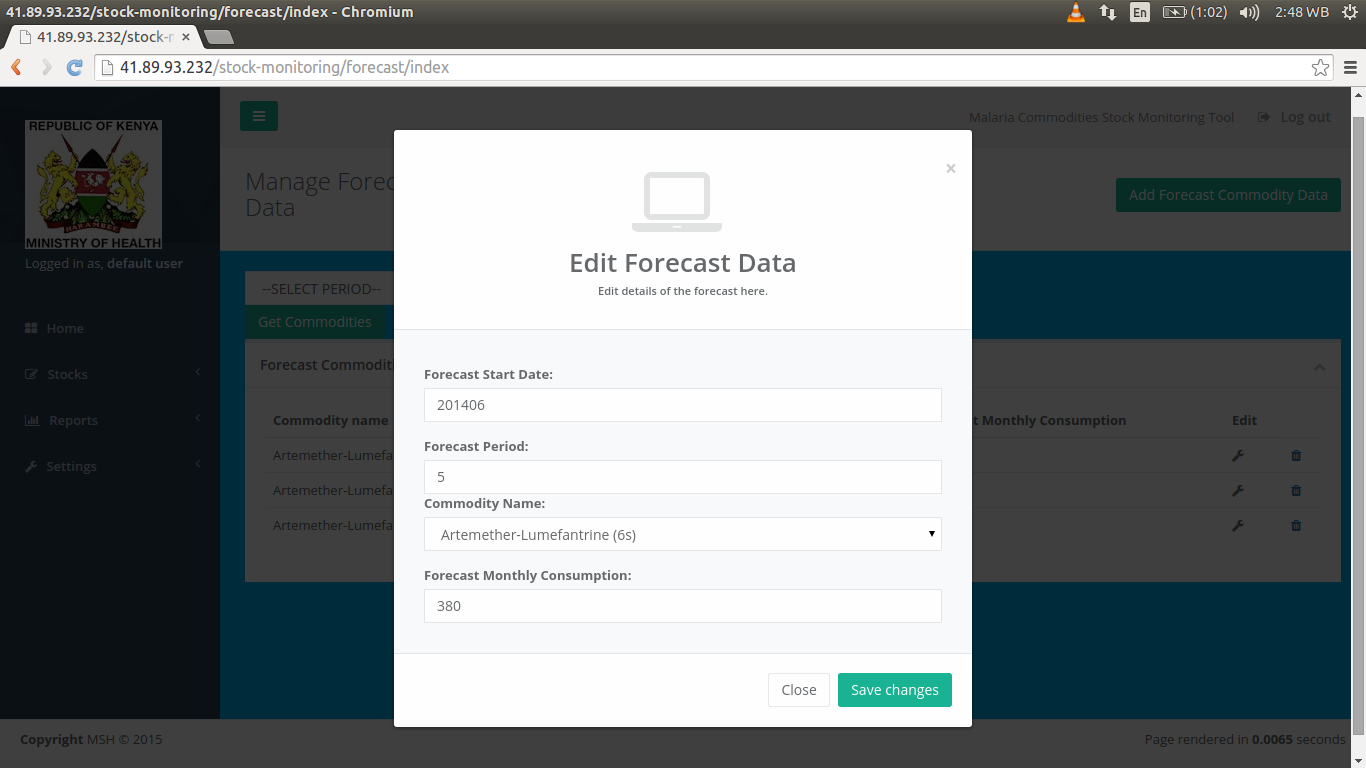 41.89.93.232/stock-monitoring/forecast/index - Chromium
En
(1:02)
2:48 WB
41.89.93.232/stock-r
41.89.93.232/stock-monitoring/forecast/index
REPUBLIC OF KENYA
HARAMBEE
MINISTRY OF HEALTH
Logged in as, default user
Home
Stocks
Reports
Settings
Malaria Commodities Stock Monitoring Tool
Log out
Manage Forec
Data
Add Forecast Commodity Data
--SELECT PERIOD--
Get Commodities
Forecast Commoditi
Commodity name
t Monthly Consumption
Edit
Artemether-Lumefa
Artemether-Lumefa
Artemether-Lumefa
×
Edit Forecast Data
Edit details of the forecast here.
Forecast Start Date:
201406
Forecast Period:
5
Commodity Name:
Artemether-Lumefantrine (6s)
Forecast Monthly Consumption:
380
Close
Save changes
Copyright MSH © 2015
Page rendered in 0.0065 seconds